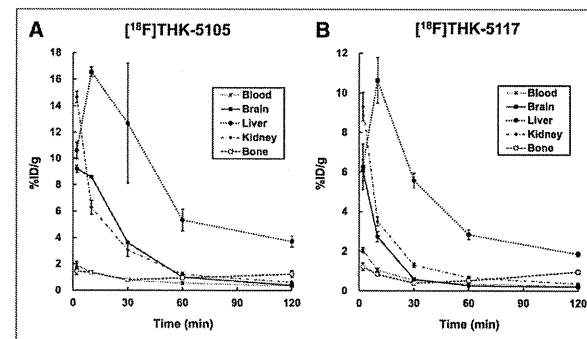 A
[18F]THK-5105
18
16
14
12
10
8
6
4
2
0
%ID/g
Blood
Brain
Liver
Kidney
Bone
0
30
60
90
120
Time (min)
B
[18F]THK-5117
12
10
8
6
4
2
0
%ID/g
Blood
Brain
Liver
Kidney
Bone
0
30
60
90
120
Time (min)